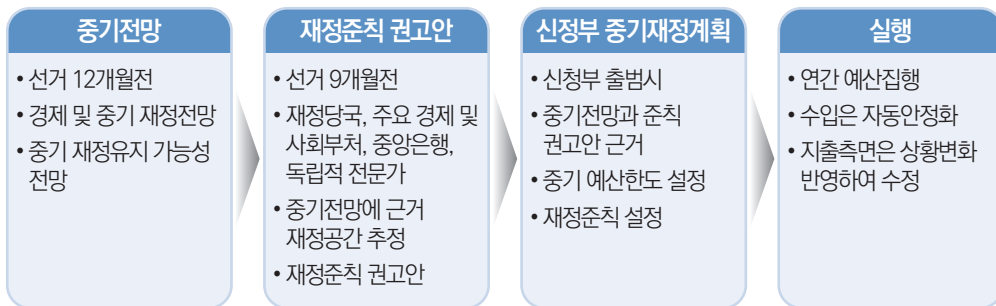 중기전망
• 선거 12개월전
• 경제 및 중기 재정전망
• 중기 재정유지 가능성
전망
재정준칙 권고안
• 선거 9개월전
• 재정당국, 주요 경제 및
사회부처, 중앙은행,
독립적 전문가
• 중기전망에 근거
재정공간 추정
• 재정준칙 권고안
신정부 중기재정계획
• 신청부 출범시
• 중기전망과 준칙
권고안 근거
• 중기 예산한도 설정
• 재정준칙 설정
실행
• 연간 예산집행
• 수입은 자동안정화
• 지출측면은 상황변화
반영하여 수정